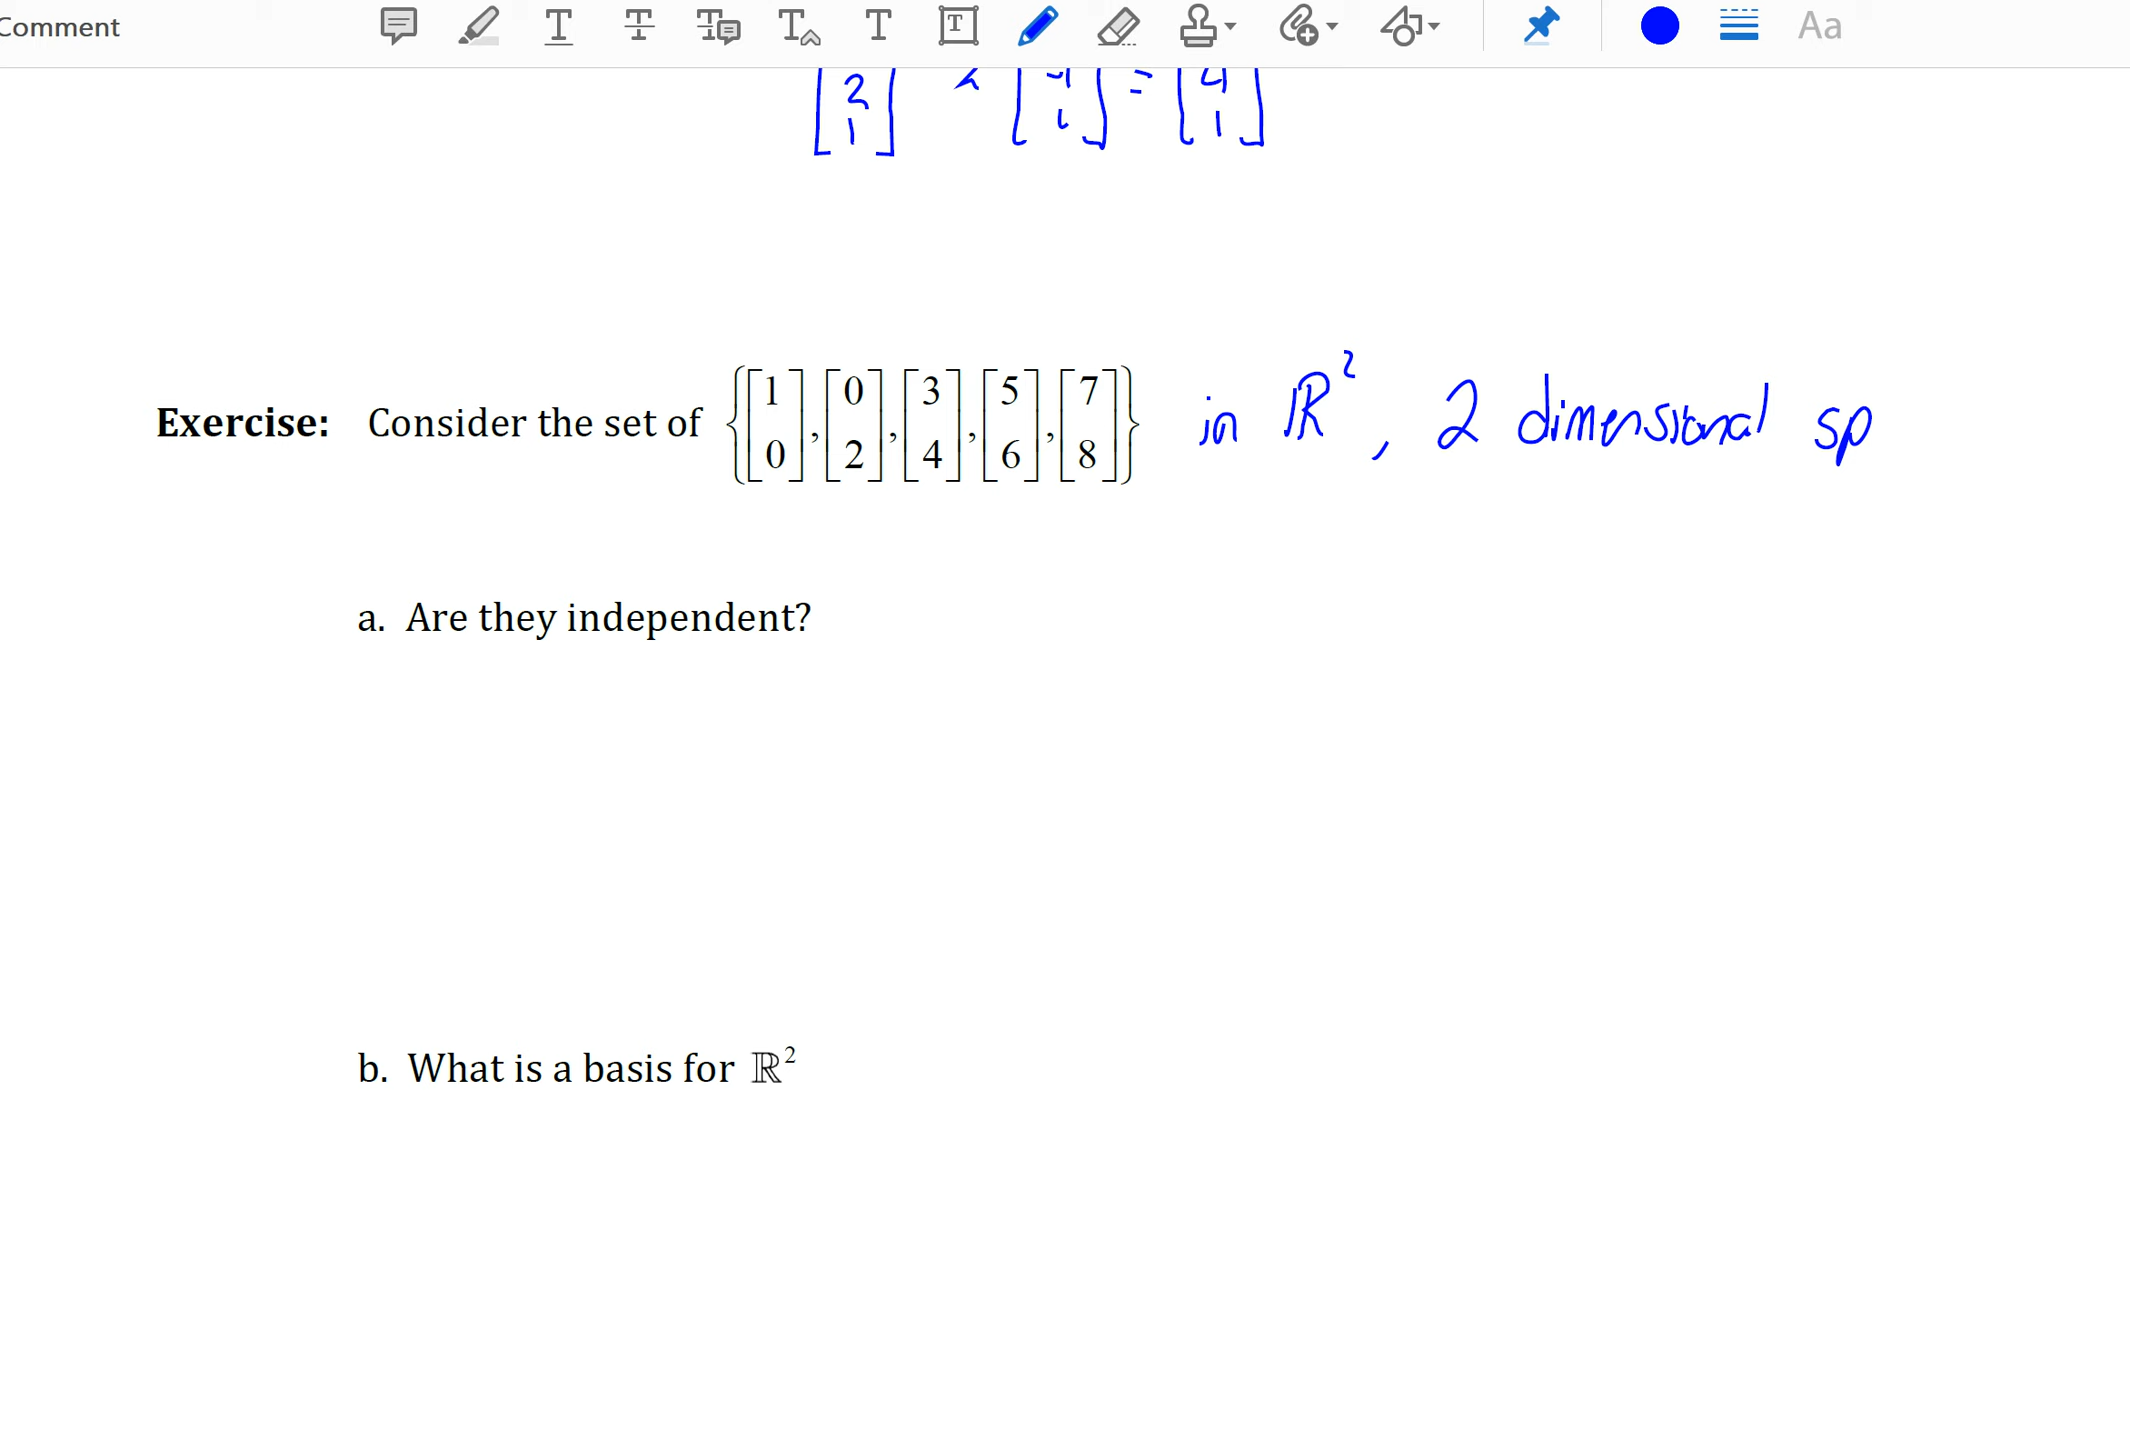 Comment T T T T T T Aa
[2 1] [-1 ] = [4 1]
Exercise: Consider the set of {[1 0], [0 2], [3 4], [5 6], [7 8]} in ℝ², 2 dimensional sp
a. Are they independent?
b. What is a basis for ℝ²